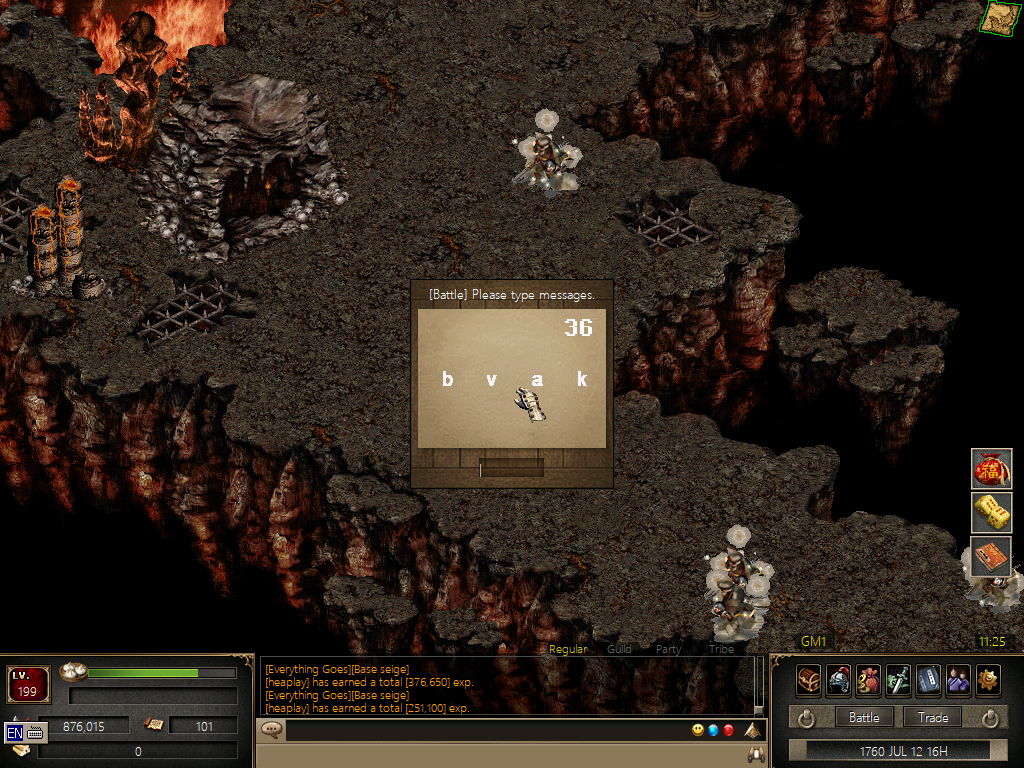 [Battle] Please type messages.
36
b v a k
Regular Guild Party Tribe
GM1
11:25
[Everything Goes][Base seige]
[heaplay] has earned a total [376,650] exp.
[Everything Goes][Base seige]
[heaplay] has earned a total [251,100] exp.
LV.
199
876,015
101
EN
0
Battle
Trade
1760 JUL 12 16H
福